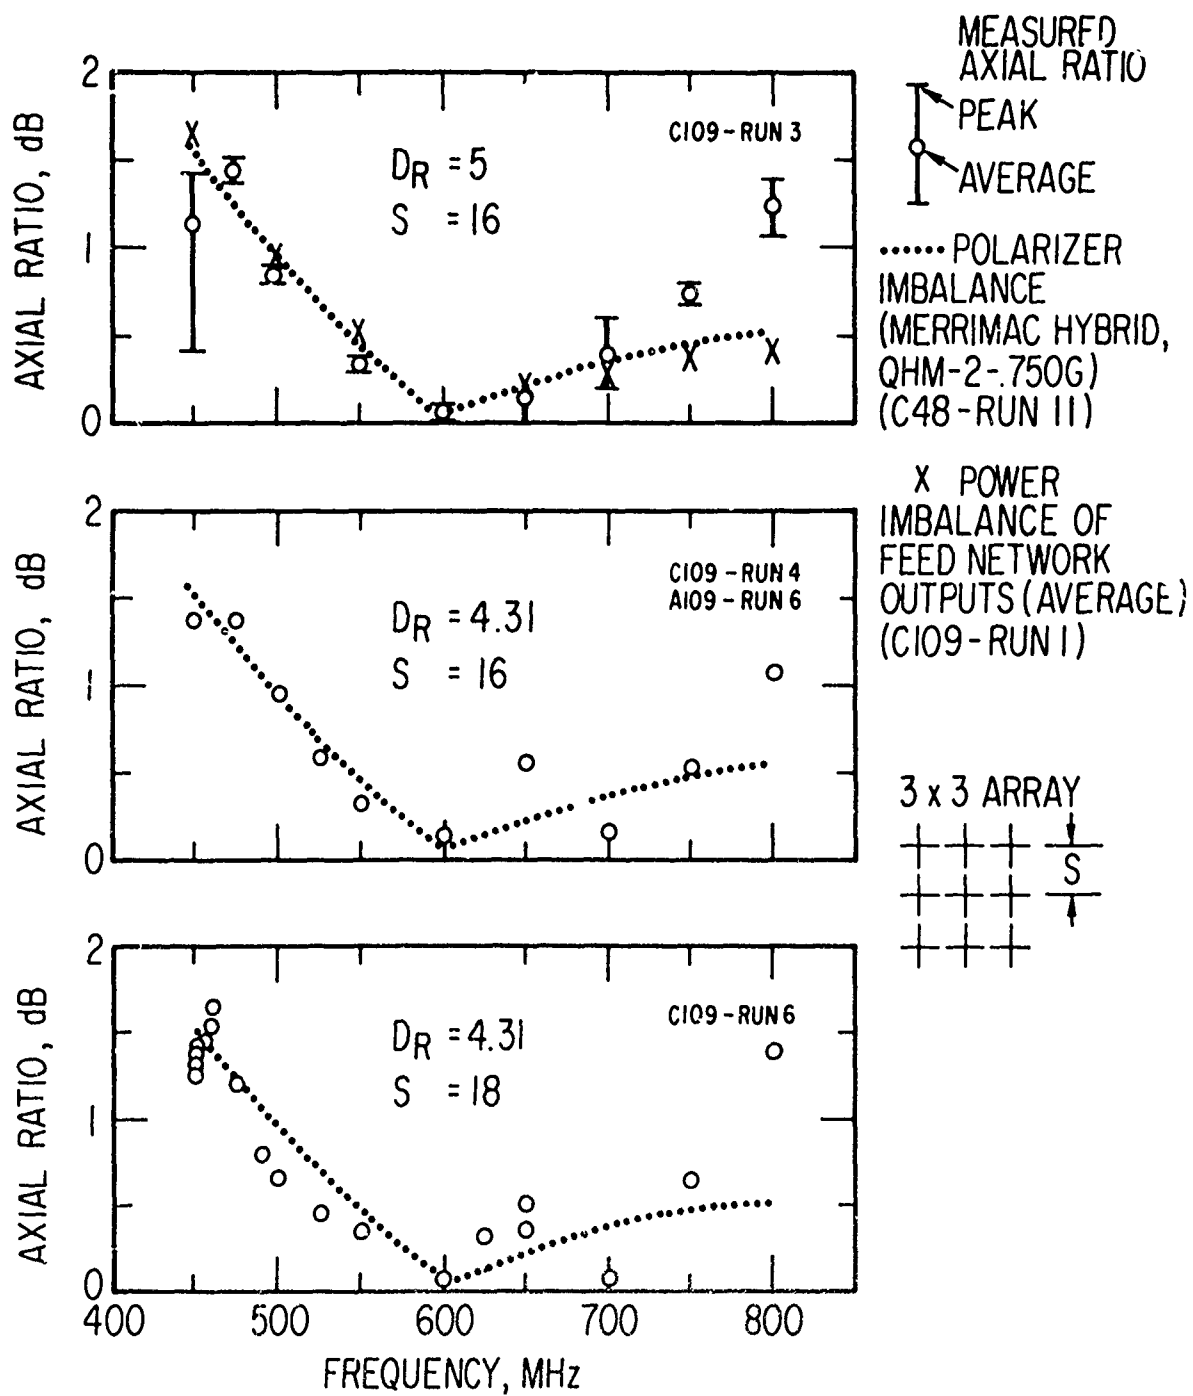 MEASURED
AXIAL RATIO
PEAK
AVERAGE
POLARIZER
IMBALANCE
(MERRIMAC HYBRID,
QHM-2-.750G)
(C48-RUN 11)
X POWER
IMBALANCE OF
FEED NETWORK
OUTPUTS (AVERAGE)
(C109-RUN 1)
3 x 3 ARRAY
S
AXIAL RATIO, dB
2
1
0
C109-RUN 3
DR = 5
S = 16
AXIAL RATIO, dB
2
1
0
C109-RUN 4
A109-RUN 6
DR = 4.31
S = 16
AXIAL RATIO, dB
2
1
0
C109-RUN 6
DR = 4.31
S = 18
400 500 600 700 800
FREQUENCY, MHz